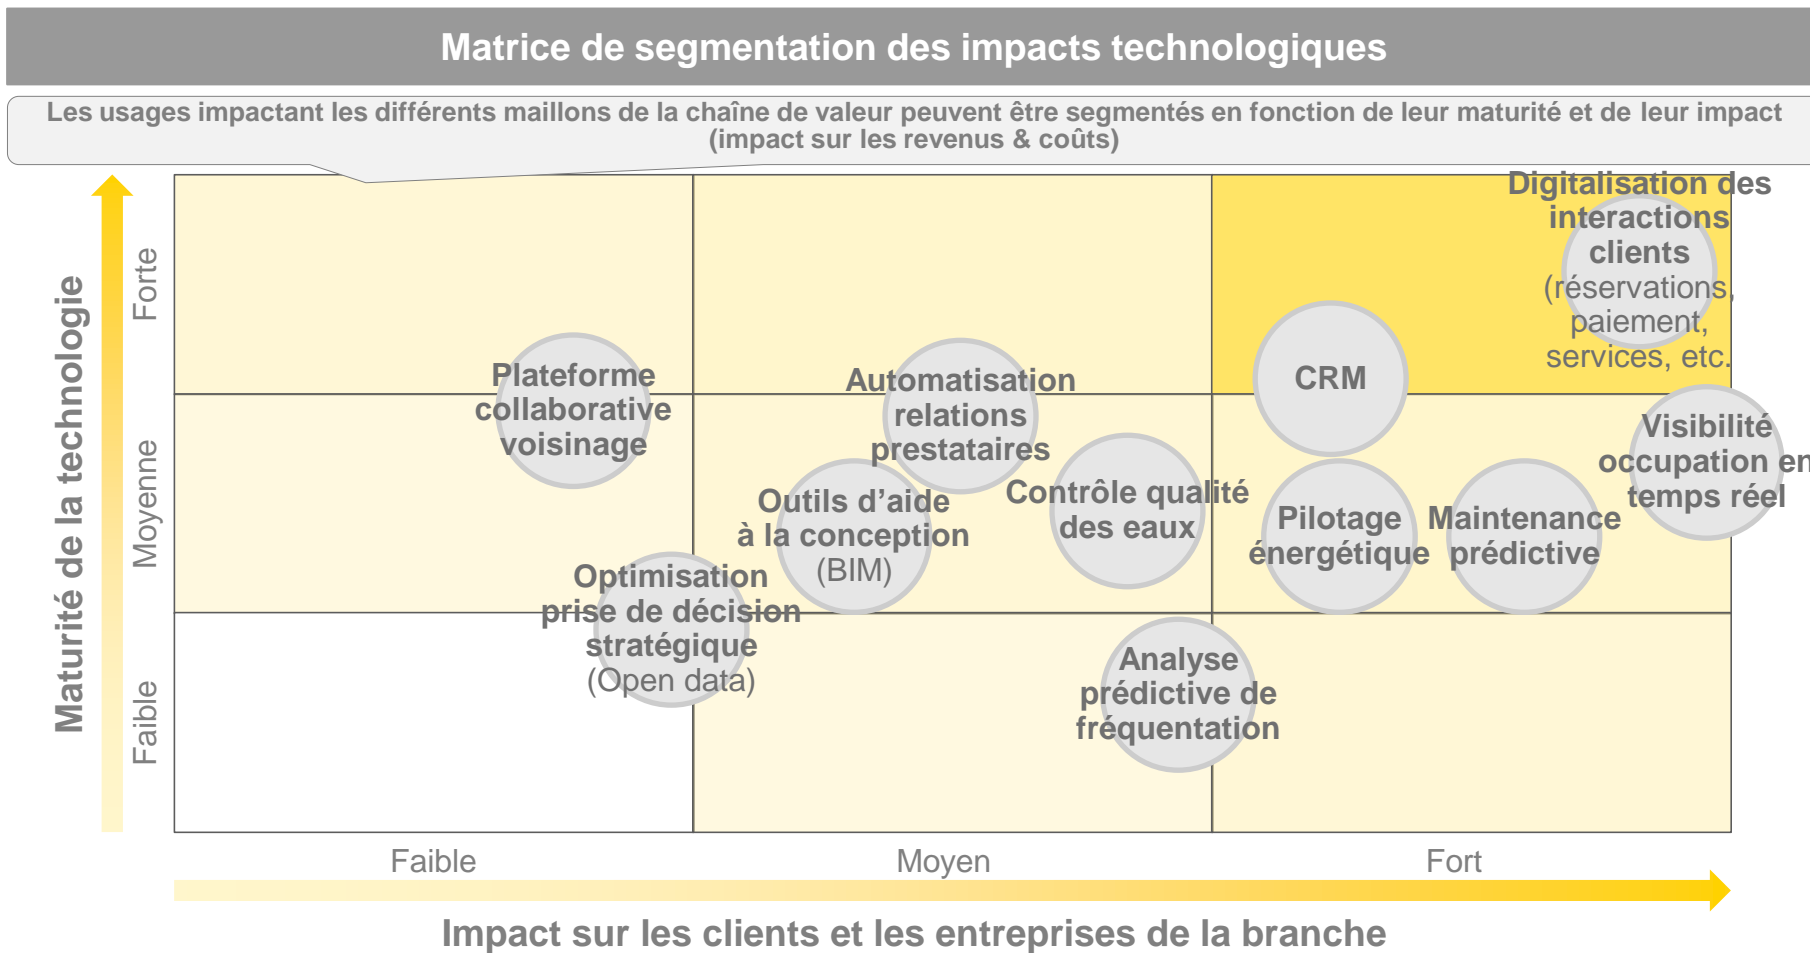 Matrice de segmentation des impacts technologiques
Les usages impactant les différents maillons de la chaîne de valeur peuvent être segmentés en fonction de leur maturité et de leur impact
(impact sur les revenus & coûts)
Maturité de la technologie
Forte
Moyenne
Faible
Digitalisation des
interactions
clients
(réservations,
paiement,
services, etc.
Plateforme
collaborative
voisinage
Automatisation
relations
prestataires
CRM
Visibilité
occupation en
temps réel
Outils d’aide
à la conception
(BIM)
Contrôle qualité
des eaux
Pilotage
énergétique
Maintenance
prédictive
Optimisation
prise de décision
stratégique
(Open data)
Analyse
prédictive de
fréquentation
Faible
Moyen
Fort
Impact sur les clients et les entreprises de la branche